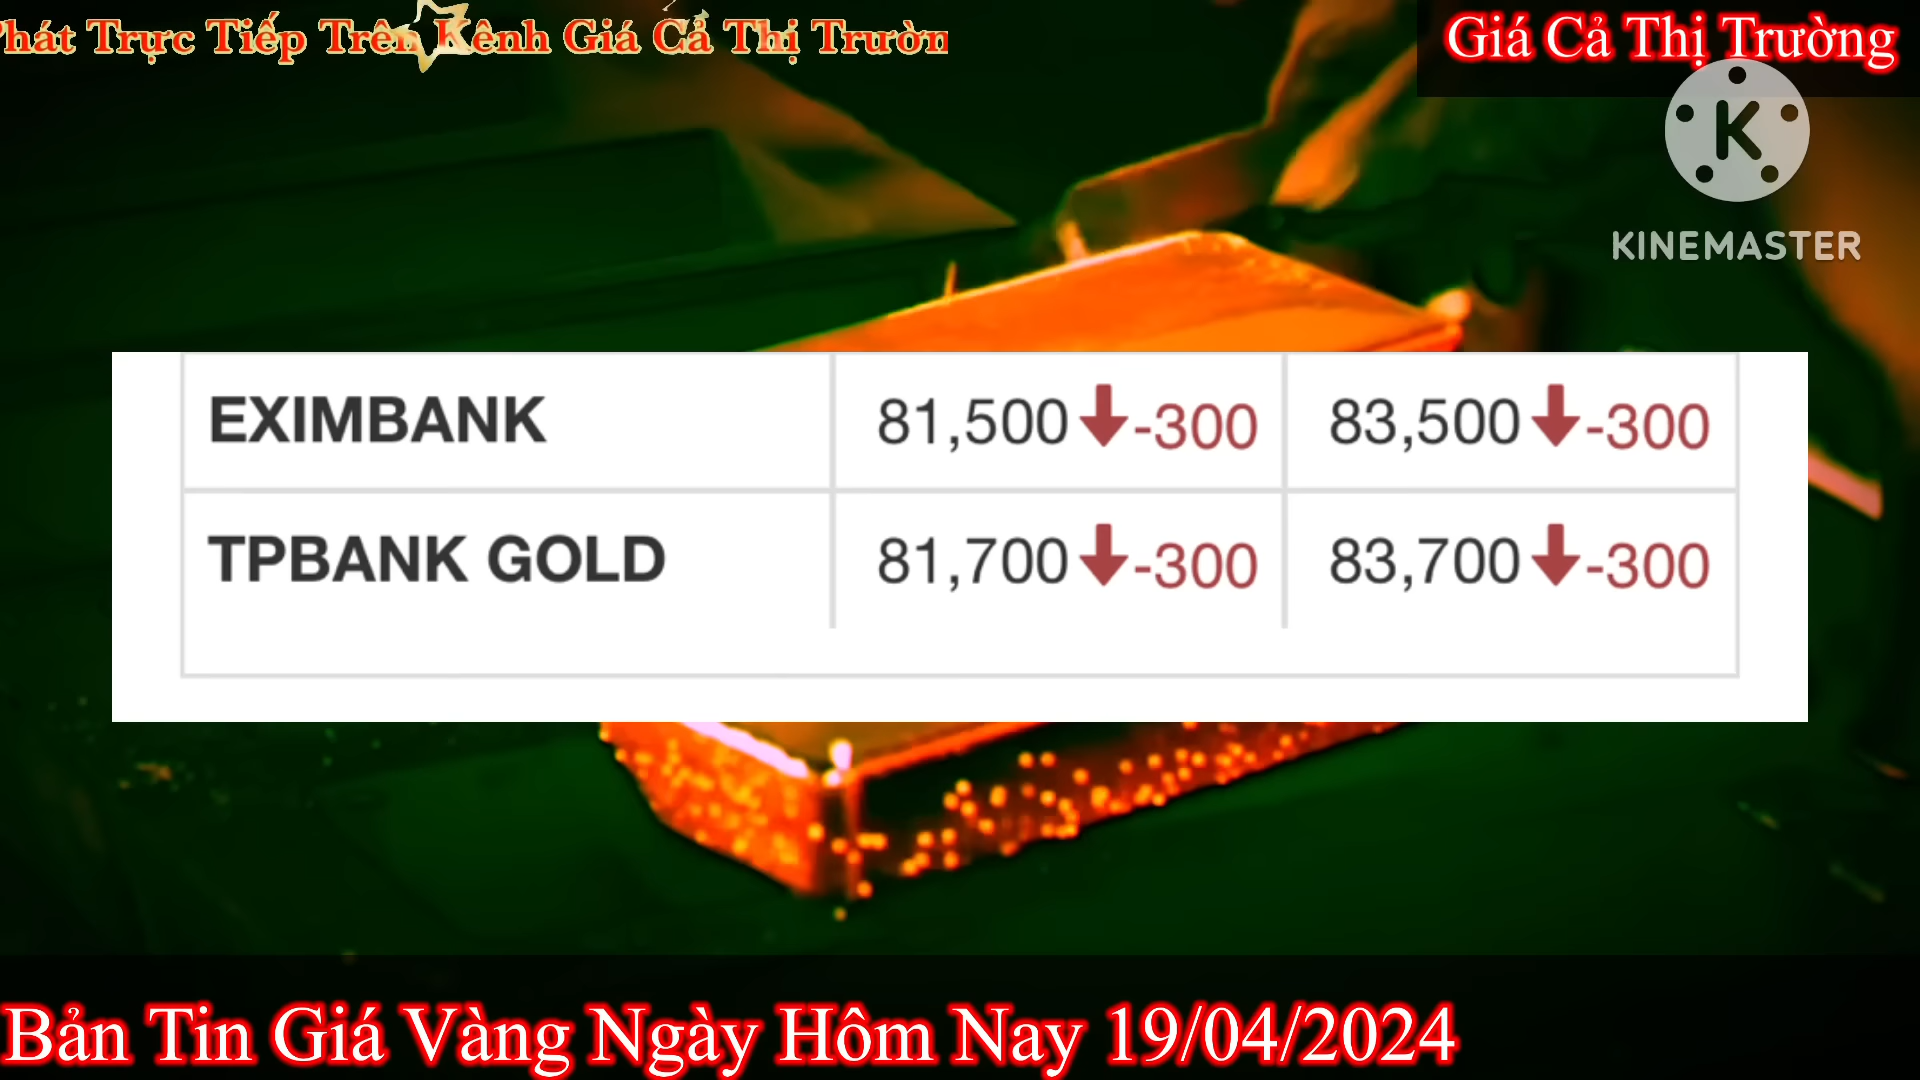 Phát Trực Tiếp Trên Kênh Giá Cả Thị Trườn
Giá Cả Thị Trường
K
KINEMASTER
EXIMBANK 81,500 -300 83,500 -300
TPBANK GOLD 81,700 -300 83,700 -300
Bản Tin Giá Vàng Ngày Hôm Nay 19/04/2024